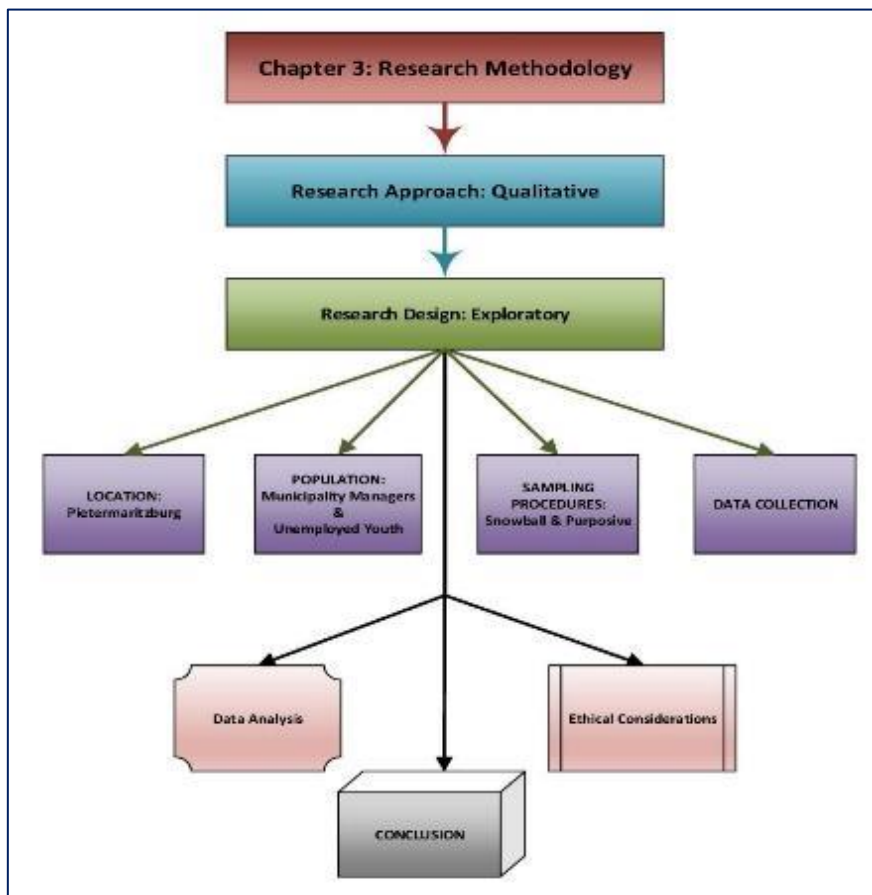 Chapter 3: Research Methodology
Research Approach: Qualitative
Research Design: Exploratory
LOCATION:
Pietermaritzburg
POPULATION:
Municipality Managers
&
Unemployed Youth
SAMPLING
PROCEDURES:
Snowball & Purposive
DATA COLLECTION
Data Analysis
Ethical Considerations
CONCLUSION